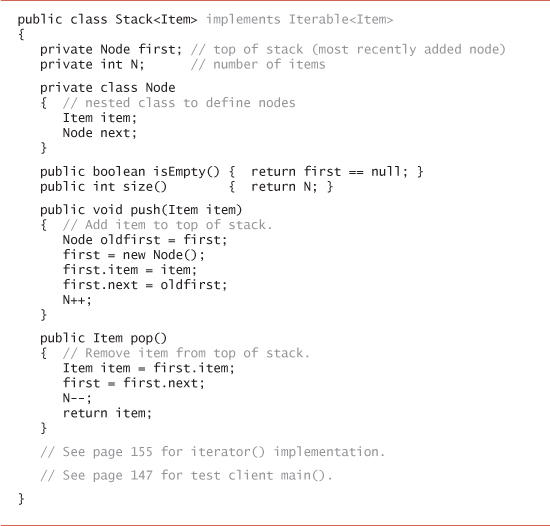 public class Stack<Item> implements Iterable<Item>
{
   private Node first; // top of stack (most recently added node)
   private int N;      // number of items
   private class Node
   {  // nested class to define nodes
      Item item;
      Node next;
   }
   public boolean isEmpty() {  return first == null; }
   public int size()        {  return N; }
   public void push(Item item)
   {  // Add item to top of stack.
      Node oldfirst = first;
      first = new Node();
      first.item = item;
      first.next = oldfirst;
      N++;
   }
   public Item pop()
   {  // Remove item from top of stack.
      Item item = first.item;
      first = first.next;
      N--;
      return item;
   }
   // See page 155 for iterator() implementation.
   // See page 147 for test client main().
}